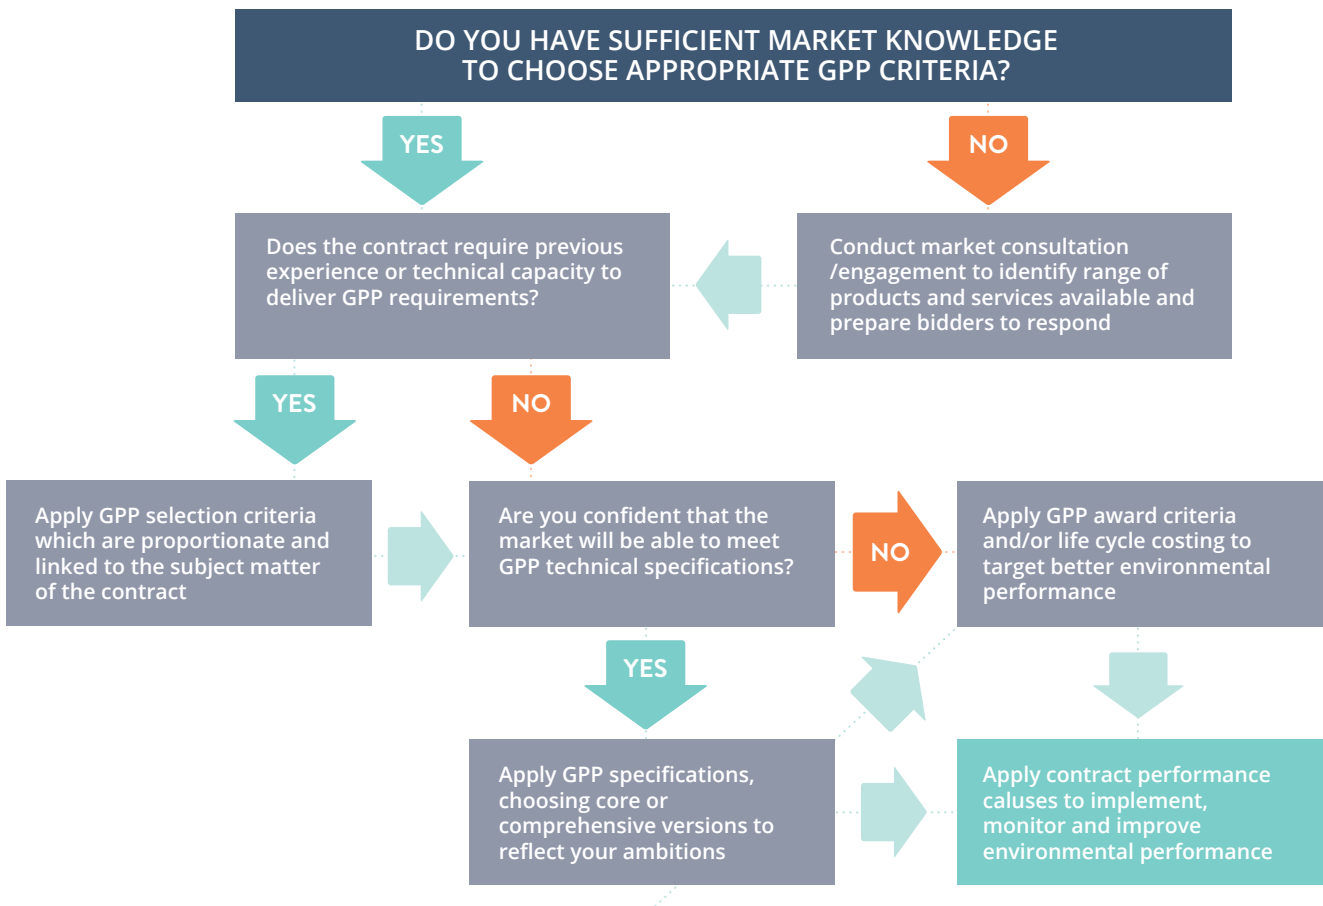 DO YOU HAVE SUFFICIENT MARKET KNOWLEDGE
TO CHOOSE APPROPRIATE GPP CRITERIA?
YES
NO
Does the contract require previous
experience or technical capacity to
deliver GPP requirements?
Conduct market consultation
/engagement to identify range of
products and services available and
prepare bidders to respond
YES
NO
Apply GPP selection criteria
which are proportionate and
linked to the subject matter
of the contract
Are you confident that the
market will be able to meet
GPP technical specifications?
NO
Apply GPP award criteria
and/or life cycle costing to
target better environmental
performance
YES
Apply GPP specifications,
choosing core or
comprehensive versions to
reflect your ambitions
Apply contract performance
caluses to implement,
monitor and improve
environmental performance